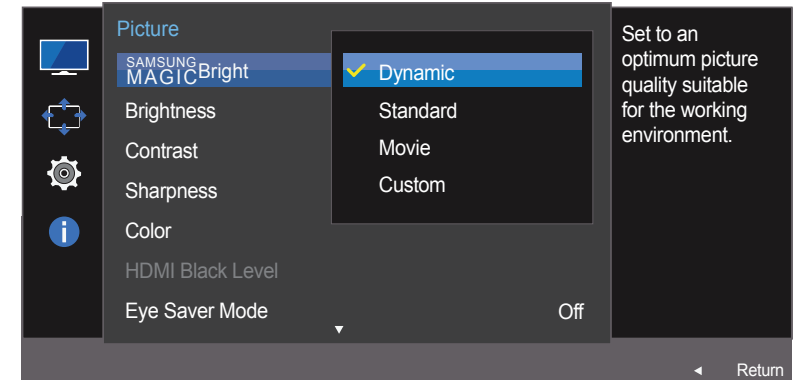 Picture
SAMSUNG
MAGICBright
Brightness
Contrast
Sharpness
Color
HDMI Black Level
Eye Saver Mode Off
Dynamic
Standard
Movie
Custom
Set to an
optimum picture
quality suitable
for the working
environment.
Return